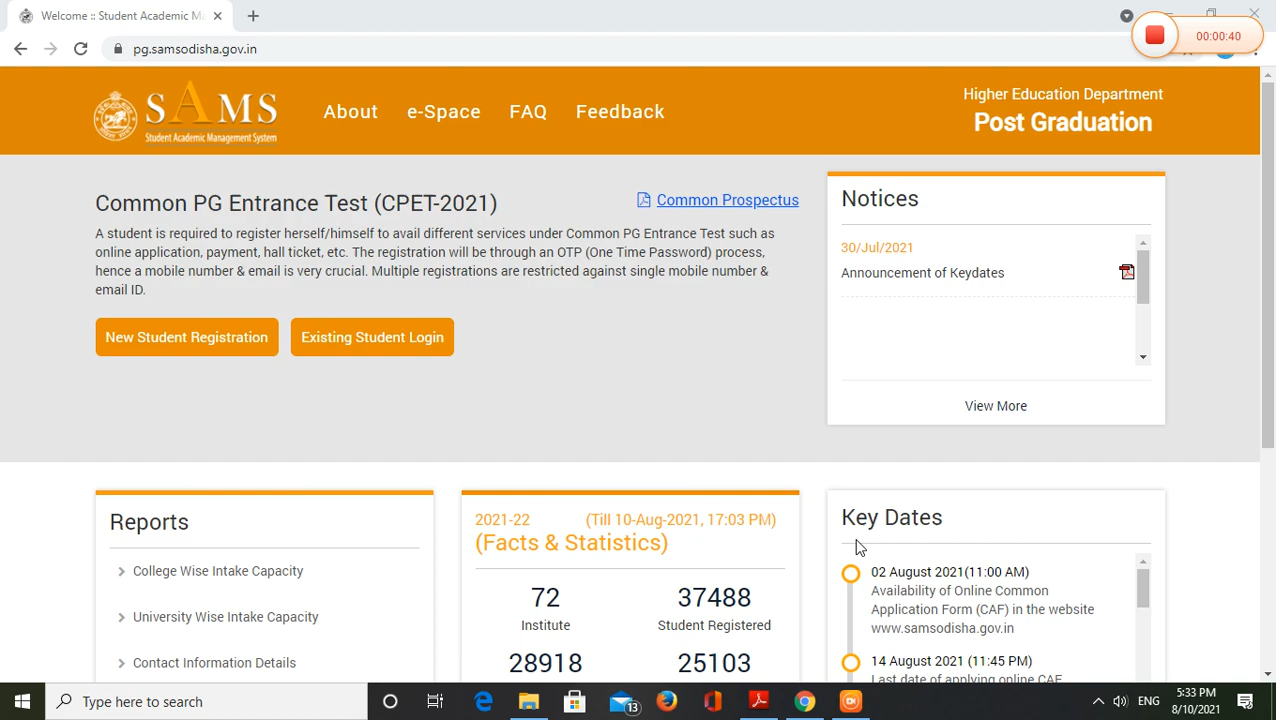 Welcome :: Student Academic M
00:00:40
pg.samsodisha.gov.in
SAMS
Student Academic Management System
About
e-Space
FAQ
Feedback
Higher Education Department
Post Graduation
Common PG Entrance Test (CPET-2021)
Common Prospectus
A student is required to register herself/himself to avail different services under Common PG Entrance Test such as
online application, payment, hall ticket, etc. The registration will be through an OTP (One Time Password) process,
hence a mobile number & email is very crucial. Multiple registrations are restricted against single mobile number &
email ID.
New Student Registration
Existing Student Login
Notices
30/Jul/2021
Announcement of Keydates
View More
Reports
College Wise Intake Capacity
University Wise Intake Capacity
Contact Information Details
2021-22
(Till 10-Aug-2021, 17:03 PM)
(Facts & Statistics)
72
Institute
37488
Student Registered
28918
25103
Key Dates
02 August 2021(11:00 AM)
Availability of Online Common
Application Form (CAF) in the website
www.samsodisha.gov.in
14 August 2021 (11:45 PM)
Last date of applying online CAF
Type here to search
13
ENG
5:33 PM
8/10/2021